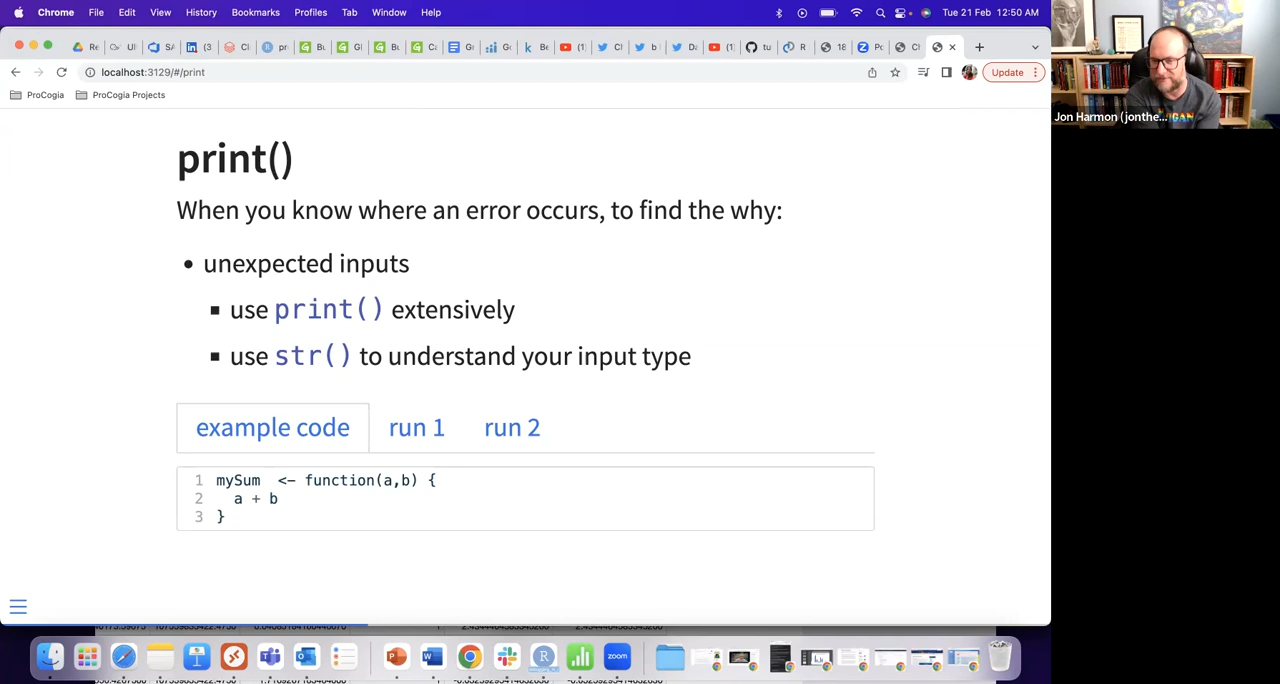 Chrome File Edit View History Bookmarks Profiles Tab Window Help Tue 21 Feb 12:50 AM
localhost:3129/#/print Update
ProCogia ProCogia Projects
Jon Harmon (jonthe...
print()
When you know where an error occurs, to find the why:
• unexpected inputs
▪ use print() extensively
▪ use str() to understand your input type
example code run 1 run 2
1 mySum <- function(a,b) {
2 a + b
3 }
zoom